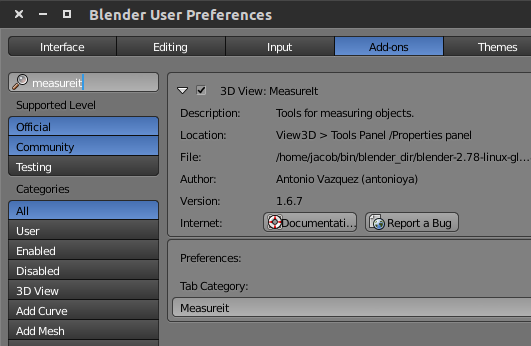 Blender User Preferences
Interface Editing Input Add-ons Themes
measureit
Supported Level
Official
Community
Testing
Categories
All
User
Enabled
Disabled
3D View
Add Curve
Add Mesh
3D View: MeasureIt
Description: Tools for measuring objects.
Location: View3D > Tools Panel /Properties panel
File: /home/jacob/bin/blender_dir/blender-2.78-linux-gl...
Author: Antonio Vazquez (antonioya)
Version: 1.6.7
Internet: Documentati... Report a Bug
Preferences:
Tab Category:
Measureit